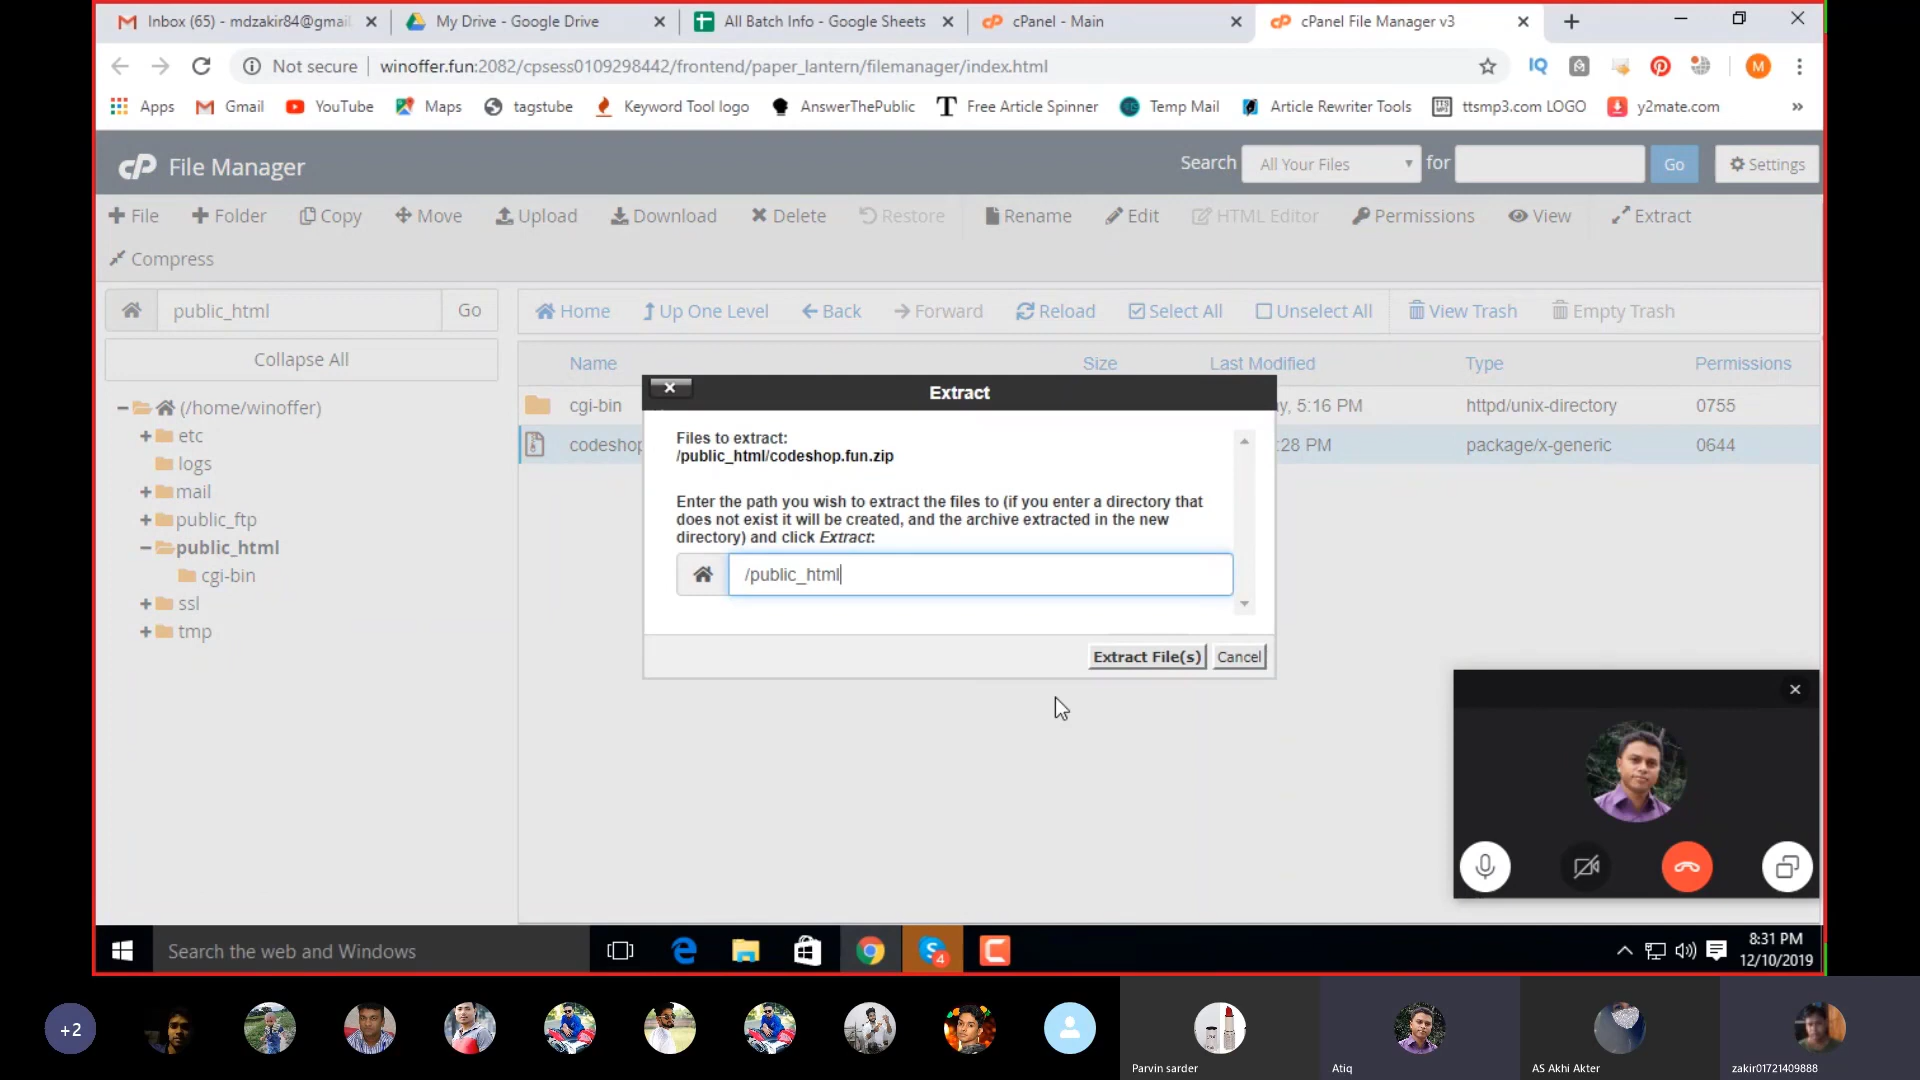 Inbox (65) - mdzakir84@gmail.
My Drive - Google Drive
All Batch Info - Google Sheets
cPanel - Main
cPanel File Manager v3
Not secure
winoffer.fun:2082/cpsess0109298442/frontend/paper_lantern/filemanager/index.html
IQ
M
Apps
Gmail
YouTube
Maps
tagstube
Keyword Tool logo
AnswerThePublic
T Free Article Spinner
Temp Mail
Article Rewriter Tools
ttsmp3.com LOGO
y2mate.com
»
cP File Manager
Search
All Your Files
for
Go
Settings
File
Folder
Copy
Move
Upload
Download
Delete
Restore
Rename
Edit
HTML Editor
Permissions
View
Extract
Compress
public_html
Go
Home
Up One Level
Back
Forward
Reload
Select All
Unselect All
View Trash
Empty Trash
Collapse All
Name
Size
Last Modified
Type
Permissions
(/home/winoffer)
etc
logs
mail
public_ftp
public_html
cgi-bin
ssl
tmp
cgi-bin
y, 5:16 PM
httpd/unix-directory
0755
codeshop
:28 PM
package/x-generic
0644
Extract
Files to extract:
/public_html/codeshop.fun.zip
Enter the path you wish to extract the files to (if you enter a directory that
does not exist it will be created, and the archive extracted in the new
directory) and click Extract:
/public_html
Extract File(s)
Cancel
Search the web and Windows
4
8:31 PM
12/10/2019
+2
Parvin sarder
Atiq
AS Akhi Akter
zakir01721409888